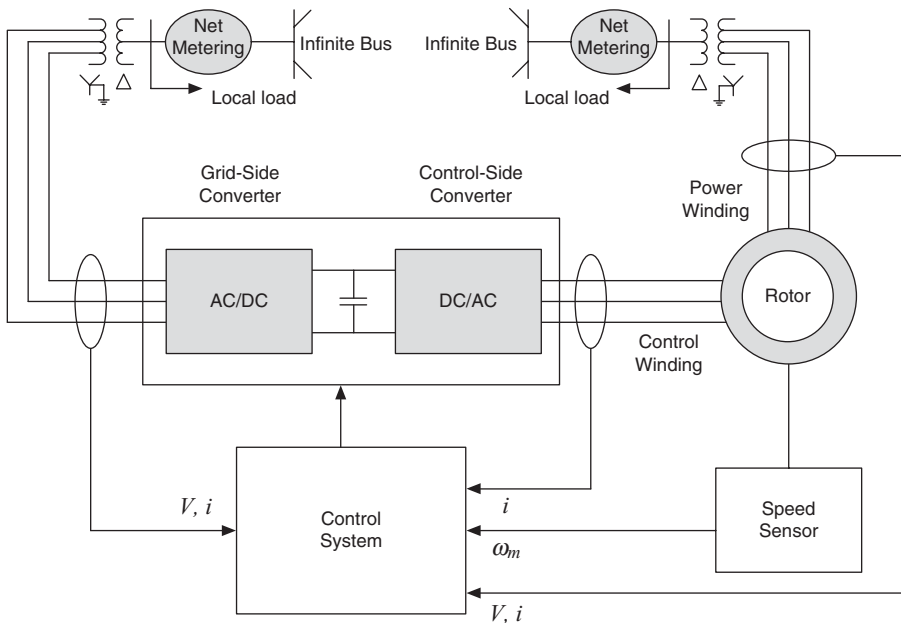 Net
Metering
Infinite Bus
Local load
Infinite Bus
Net
Metering
Local load
Grid-Side
Converter
Control-Side
Converter
Power
Winding
AC/DC
DC/AC
Rotor
Control
Winding
V, i
Control
System
i
ωm
V, i
Speed
Sensor
Δ
Δ